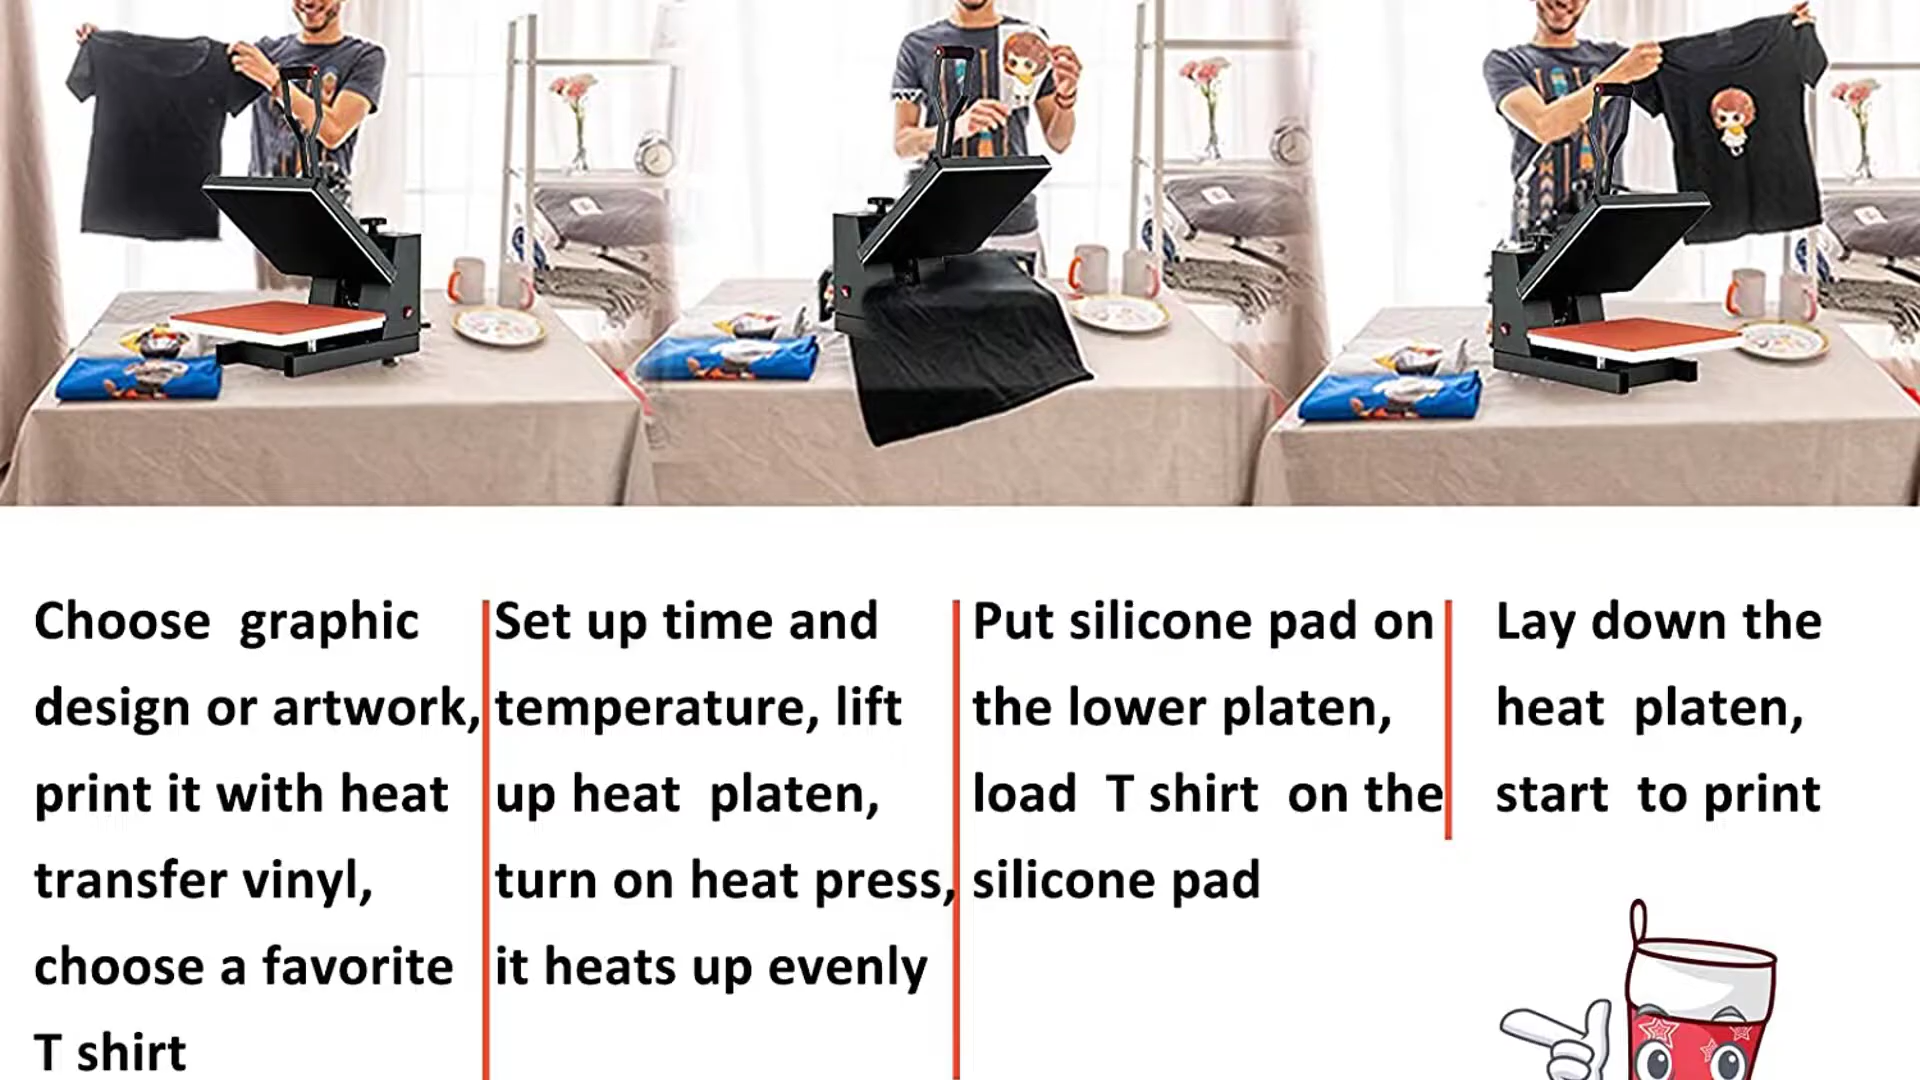 Choose graphic
design or artwork,
print it with heat
transfer vinyl,
choose a favorite
T shirt
Set up time and
temperature, lift
up heat platen,
turn on heat press,
it heats up evenly
Put silicone pad on
the lower platen,
load T shirt on the
silicone pad
Lay down the
heat platen,
start to print